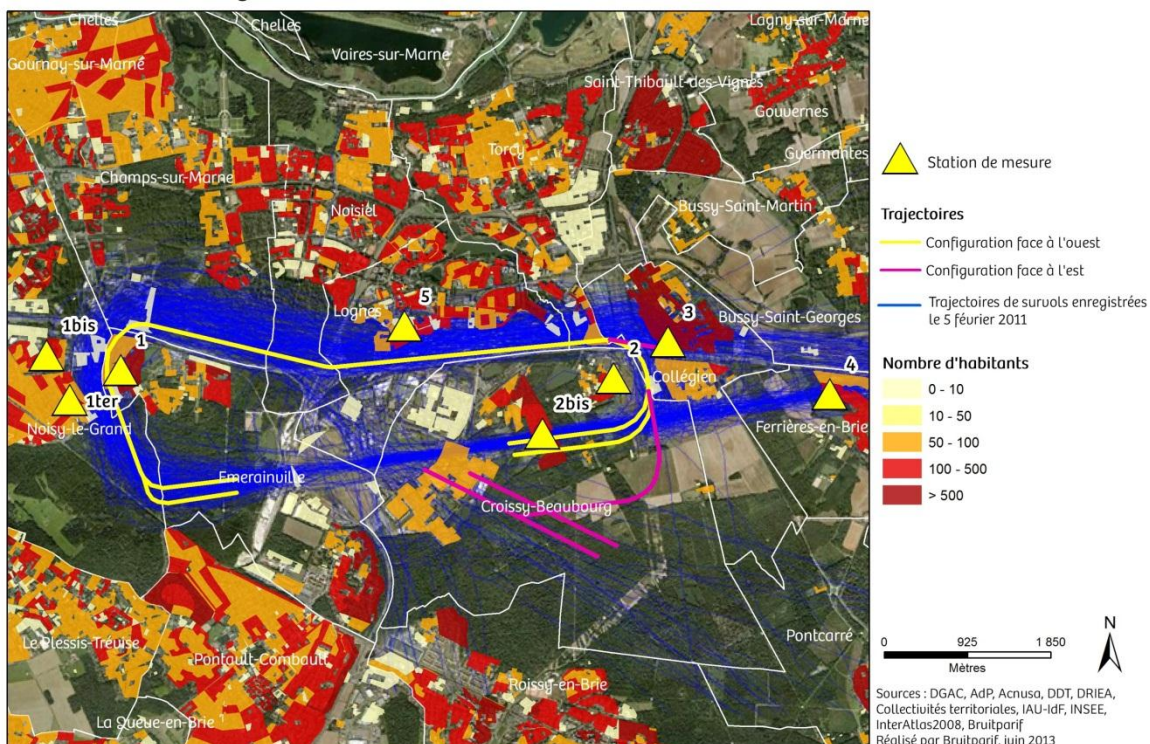 Chelles
Chelles
Vaires-sur-Marne
Lagny-sur-Marne
Gournay-sur-Marne
Saint-Thibault-des-Vignes
Gouvernes
Torcy
Guermantes
Champs-sur-Marne
Noisiel
Bussy-Saint-Martin
5
Lognes
3
Bussy-Saint-Georges
1bis
1
2
4
Collégien
1ter
2bis
Noisy-le-Grand
Ferrières-en-Brie
Emerainville
Croissy-Beaubourg
Le Plessis-Trévise
Pontault-Combault
Pontcarré
Roissy-en-Brie
La Queue-en-Brie
Station de mesure
Trajectoires
Configuration face à l'ouest
Configuration face à l'est
Trajectoires de survols enregistrées
le 5 février 2011
Nombre d'habitants
0 - 10
10 - 50
50 - 100
100 - 500
> 500
N
0 925 1 850
Mètres
Sources : DGAC, AdP, Acnusa, DDT, DRIEA,
Collectivités territoriales, IAU-IdF, INSEE,
InterAtlas2008, Bruitparif
Réalisé par Bruitparif, juin 2013